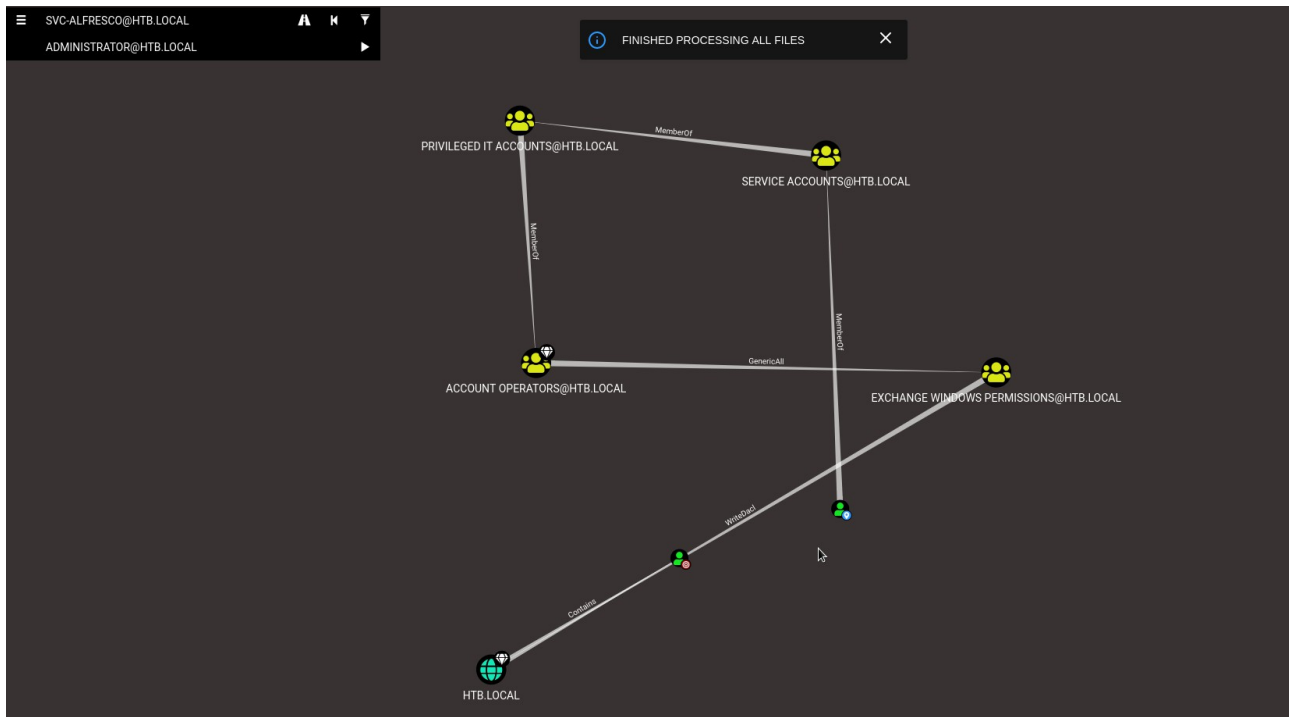 SVC-ALFRESCO@HTB.LOCAL
ADMINISTRATOR@HTB.LOCAL
FINISHED PROCESSING ALL FILES
MemberOf
PRIVILEGED IT ACCOUNTS@HTB.LOCAL
SERVICE ACCOUNTS@HTB.LOCAL
MemberOf
MemberOf
GenericAll
ACCOUNT OPERATORS@HTB.LOCAL
EXCHANGE WINDOWS PERMISSIONS@HTB.LOCAL
WriteDacl
Contains
HTB.LOCAL